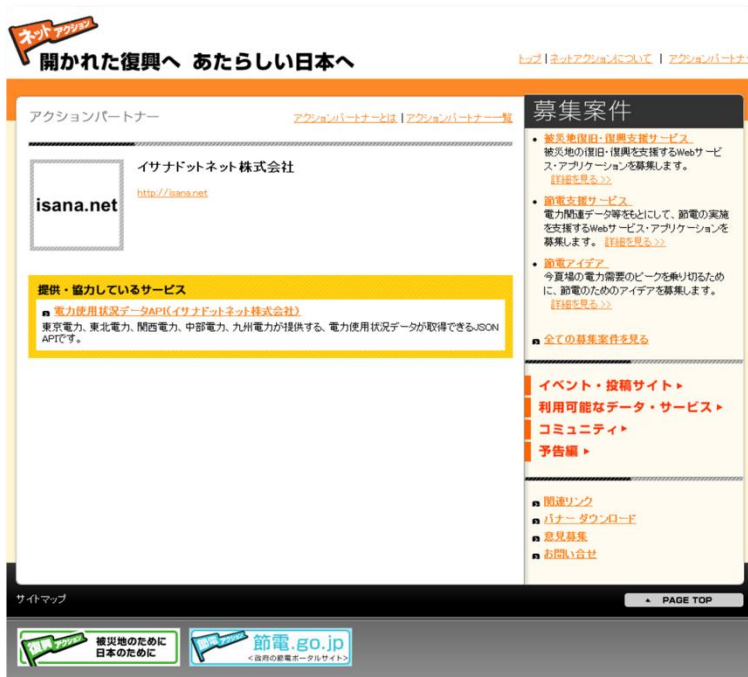 ネットアクション
開かれた復興へ あたらしい日本へ
トップ | ネットアクションについて | アクションパートナ
アクションパートナー
アクションパートナーとは | アクションパートナー一覧
isana.net
イサナドットネット株式会社
http://isana.net
提供・協力しているサービス
電力使用状況データAPI(イサナドットネット株式会社)
東京電力、東北電力、関西電力、中部電力、九州電力が提供する、電力使用状況データが取得できるJSON
APIです。
募集案件
被災地復旧・復興支援サービス
被災地の復旧・復興を支援するWebサービ
ス・アプリケーションを募集します。
詳細を見る >>
節電支援サービス
電力関連データ等をもとにして、節電の実施
を支援するWebサービス・アプリケーションを
募集します。 詳細を見る >>
節電アイデア
今夏場の電力需要のピークを乗り切るため
に、節電のためのアイデアを募集します。
詳細を見る >>
全ての募集案件を見る
イベント・投稿サイト
利用可能なデータ・サービス
コミュニティ
予告編
関連リンク
バナー ダウンロード
意見募集
お問い合せ
サイトマップ
PAGE TOP
復興アクション
被災地のために
日本のために
節電アクション
節電.go.jp
<政府の節電ポータルサイト>